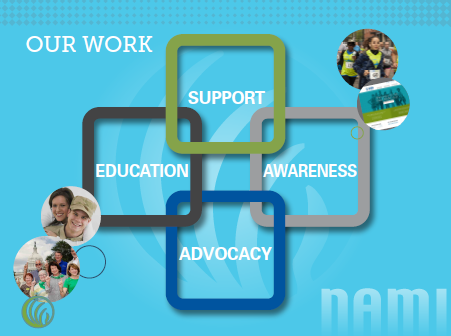 OUR WORK
SUPPORT
EDUCATION
AWARENESS
ADVOCACY
NAMI